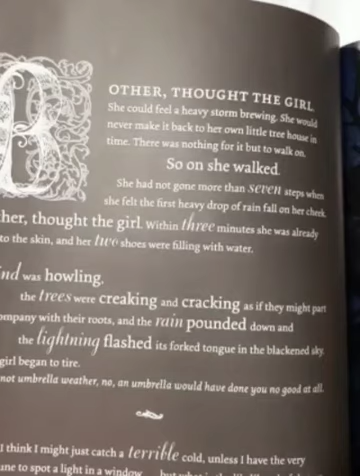 B
OTHER, THOUGHT THE GIRL
She could feel a heavy storm brewing. She would
never make it back to her own little tree house in
time. There was nothing for it but to walk on.
So on she walked.
She had not gone more than seven steps when
she felt the first heavy drop of rain fall on her cheek.
ther, thought the girl. Within three minutes she was already
to the skin, and her two shoes were filling with water.
ind was howling.
the trees were creaking and cracking as if they might part
ompany with their roots, and the rain pounded down and
the lightning flashed its forked tongue in the blackened sky.
girl began to tire.
not umbrella weather, no, an umbrella would have done you no good at all.
I think I might just catch a terrible cold, unless I have the very
une to spot a light in a window